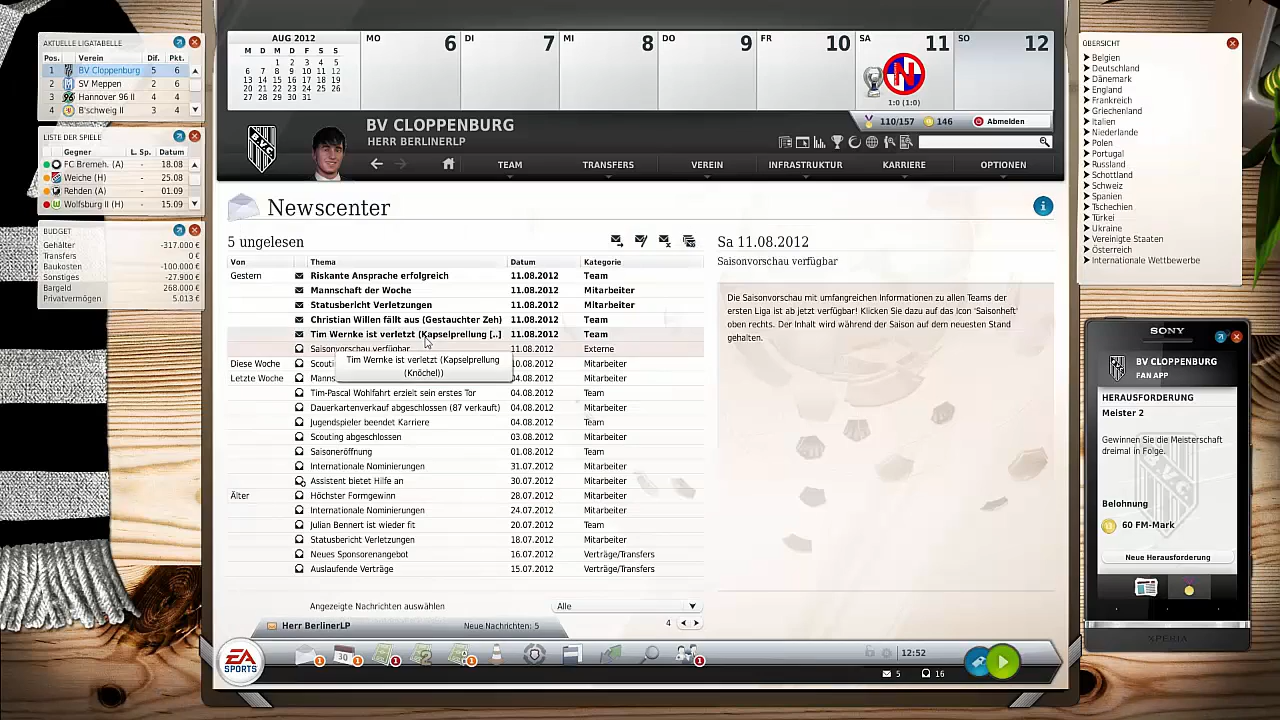 AKTUELLE LIGATABELLE
Pos. Verein Dif. Pkt.
1 BV Cloppenburg 5 6
2 SV Meppen 2 6
3 Hannover 96 II 4 4
4 B'schweig II 3 4
LISTE DER SPIELE
Gegner L. Sp. Datum
FC Bremeh. (A) - 18.08
Weiche (H) - 25.08
Rehden (A) - 01.09
Wolfsburg II (H) - 15.09
BUDGET
Gehälter -317.000 €
Transfers 0 €
Baukosten -100.000 €
Sonstiges -27.900 €
Bargeld 268.000 €
Privatvermögen 5.013 €
AUG 2012
M D M D F S S
1 2 3 4 5
6 7 8 9 10 11 12
13 14 15 16 17 18 19
20 21 22 23 24 25 26
27 28 29 30 31
MO 6 DI 7 MI 8 DO 9 FR 10 SA 11 SO 12
N
1:0 (1:0)
110/157 146 Abmelden
BVC
BV CLOPPENBURG
HERR BERLINERLP
TEAM TRANSFERS VEREIN INFRASTRUKTUR KARRIERE OPTIONEN
Newscenter
5 ungelesen
Von Thema Datum Kategorie
Gestern Riskante Ansprache erfolgreich 11.08.2012 Team
Mannschaft der Woche 11.08.2012 Mitarbeiter
Statusbericht Verletzungen 11.08.2012 Mitarbeiter
Christian Willen fällt aus (Gestauchter Zeh) 11.08.2012 Team
Tim Wernke ist verletzt (Kapselprellung [..] 11.08.2012 Team
Saisonvorschau verfügbar 11.08.2012 Externe
Tim Wernke ist verletzt (Kapselprellung
(Knöchel))
Diese Woche Scouti 0.08.2012 Mitarbeiter
Letzte Woche Manns 04.08.2012 Mitarbeiter
Tim-Pascal Wohlfahrt erzielt sein erstes Tor 04.08.2012 Team
Dauerkartenverkauf abgeschlossen (87 verkauft) 04.08.2012 Mitarbeiter
Jugendspieler beendet Karriere 04.08.2012 Team
Scouting abgeschlossen 03.08.2012 Mitarbeiter
Saisoneröffnung 01.08.2012 Team
Internationale Nominierungen 31.07.2012 Mitarbeiter
Assistent bietet Hilfe an 30.07.2012 Mitarbeiter
Älter Höchster Formgewinn 28.07.2012 Mitarbeiter
Internationale Nominierungen 24.07.2012 Mitarbeiter
Julian Bennert ist wieder fit 20.07.2012 Team
Statusbericht Verletzungen 18.07.2012 Mitarbeiter
Neues Sponsorenangebot 16.07.2012 Verträge/Transfers
Auslaufende Verträge 15.07.2012 Verträge/Transfers
Angezeigte Nachrichten auswählen Alle
4
Herr BerlinerLP Neue Nachrichten: 5
Sa 11.08.2012
Saisonvorschau verfügbar
Die Saisonvorschau mit umfangreichen Informationen zu allen Teams der
ersten Liga ist ab jetzt verfügbar! Klicken Sie dazu auf das Icon 'Saisonheft'
oben rechts. Der Inhalt wird während der Saison auf dem neuesten Stand
gehalten.
EA
SPORTS
1 30 1 1 2 1 1
12:52
5 16
ÜBERSICHT
Belgien
Deutschland
Dänemark
England
Frankreich
Griechenland
Italien
Niederlande
Polen
Portugal
Russland
Schottland
Schweiz
Spanien
Tschechien
Türkei
Ukraine
Vereinigte Staaten
Österreich
Internationale Wettbewerbe
SONY
BV CLOPPENBURG
FAN APP
HERAUSFORDERUNG
Meister 2
Gewinnen Sie die Meisterschaft
dreimal in Folge.
Belohnung
60 FM-Mark
Neue Herausforderung
XPERIA